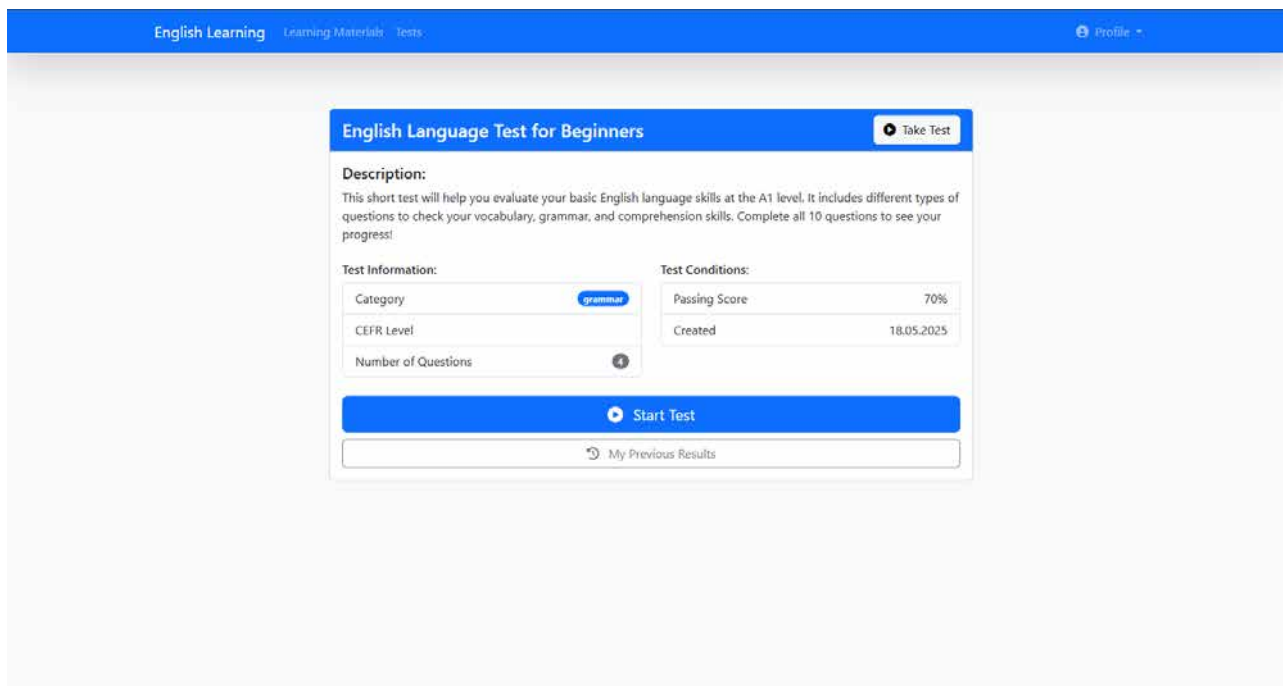 English Learning Learning Materials Tests Profile
English Language Test for Beginners Take Test
Description:
This short test will help you evaluate your basic English language skills at the A1 level. It includes different types of
questions to check your vocabulary, grammar, and comprehension skills. Complete all 10 questions to see your
progress!
Test Information:
Category grammar
CEFR Level
Number of Questions 4
Test Conditions:
Passing Score 70%
Created 18.05.2025
Start Test
My Previous Results